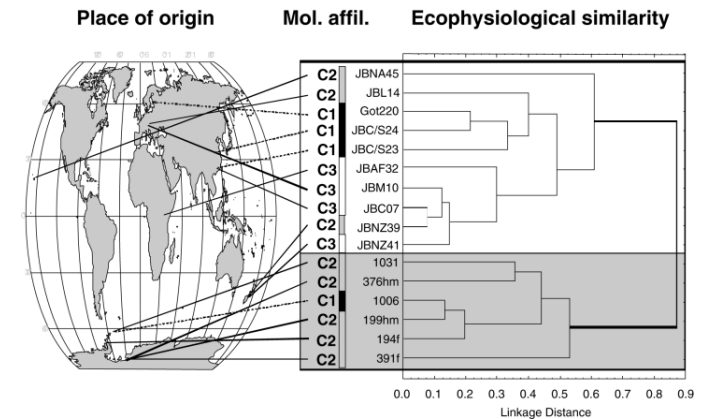 Place of origin Mol. affil. Ecophysiological similarity
C2 JBNA45
C2 JBL14
C1 Got220
C1 JBC/S24
C1 JBC/S23
C3 JBAF32
C3 JBM10
C3 JBC07
C2 JBNZ39
C3 JBNZ41
C2 1031
C2 376hm
C1 1006
C2 199hm
C2 194f
C2 391f
0.0 0.1 0.2 0.3 0.4 0.5 0.6 0.7 0.8 0.9
Linkage Distance